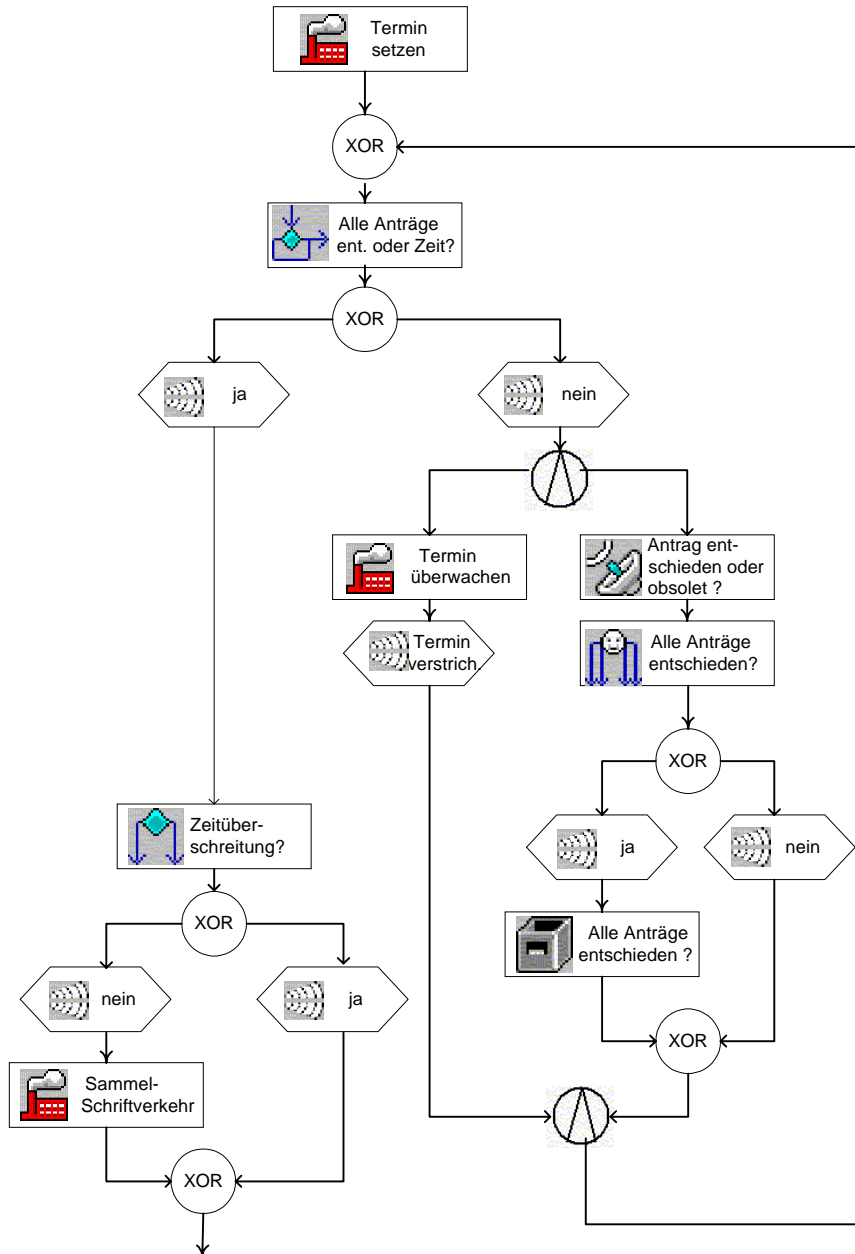 Termin
setzen
XOR
Alle Anträge
ent. oder Zeit?
XOR
ja
nein
Termin
überwachen
Antrag ent-
schieden oder
obsolet ?
Termin
verstrich.
Alle Anträge
entschieden?
XOR
ja
nein
Zeitüber-
schreitung?
XOR
Alle Anträge
entschieden ?
nein
ja
XOR
Sammel-
Schriftverkehr
XOR